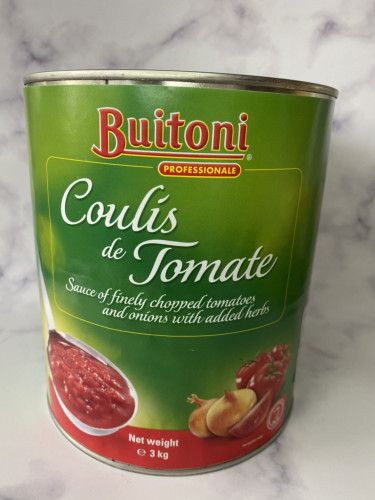 Buitoni®
PROFESSIONALE
Coulis
de Tomate
Sauce of finely chopped tomatoes
and onions with added herbs
Net weight
℮ 3 kg